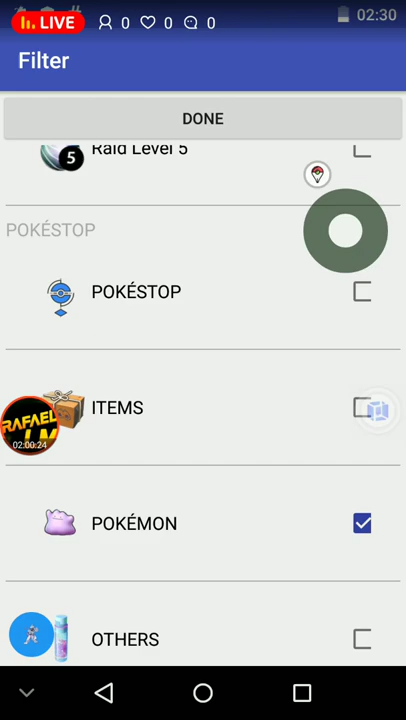 LIVE 0 0 0 02:30
Filter
DONE
5 Raid Level 5
POKÉSTOP
POKÉSTOP
ITEMS
RAFAEL
02:00:24
POKÉMON
OTHERS